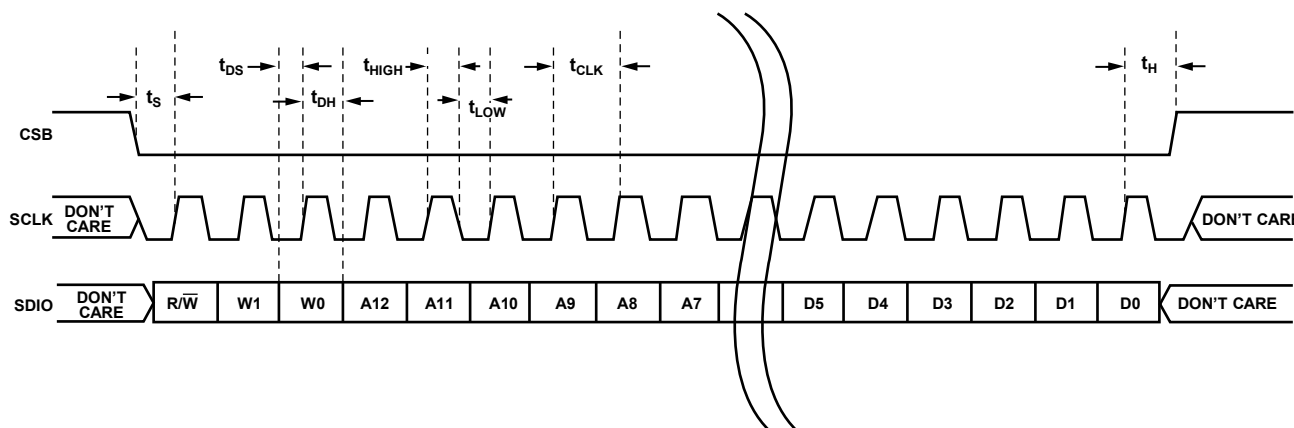 tDS
tHIGH
tCLK
tH
tS
tDH
tLOW
CSB
SCLK DON'T CARE DON'T CARE
SDIO DON'T CARE R/W̅ W1 W0 A12 A11 A10 A9 A8 A7 D5 D4 D3 D2 D1 D0 DON'T CARE